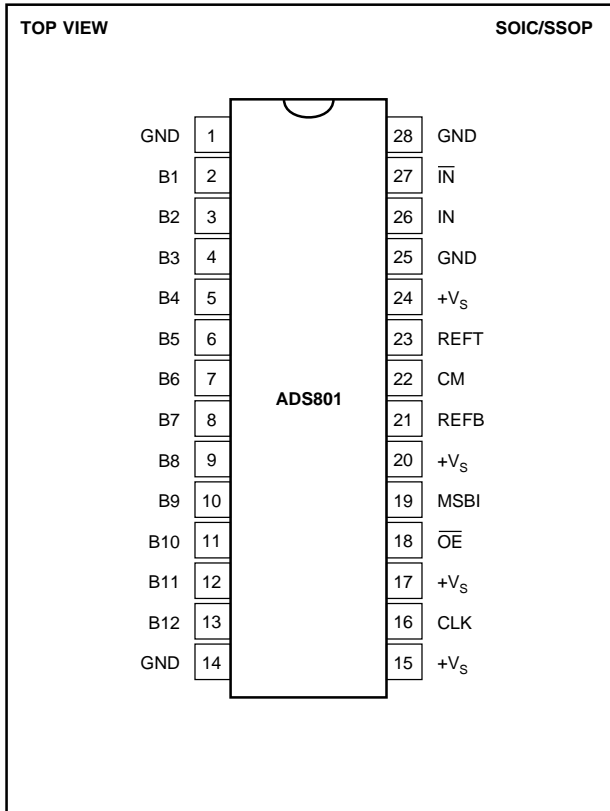 TOP VIEW SOIC/SSOP
GND 1 28 GND
B1 2 27 I̅N̅
B2 3 26 IN
B3 4 25 GND
B4 5 24 +VS
B5 6 23 REFT
B6 7 22 CM
ADS801
B7 8 21 REFB
B8 9 20 +VS
B9 10 19 MSBI
B10 11 18 O̅E̅
B11 12 17 +VS
B12 13 16 CLK
GND 14 15 +VS